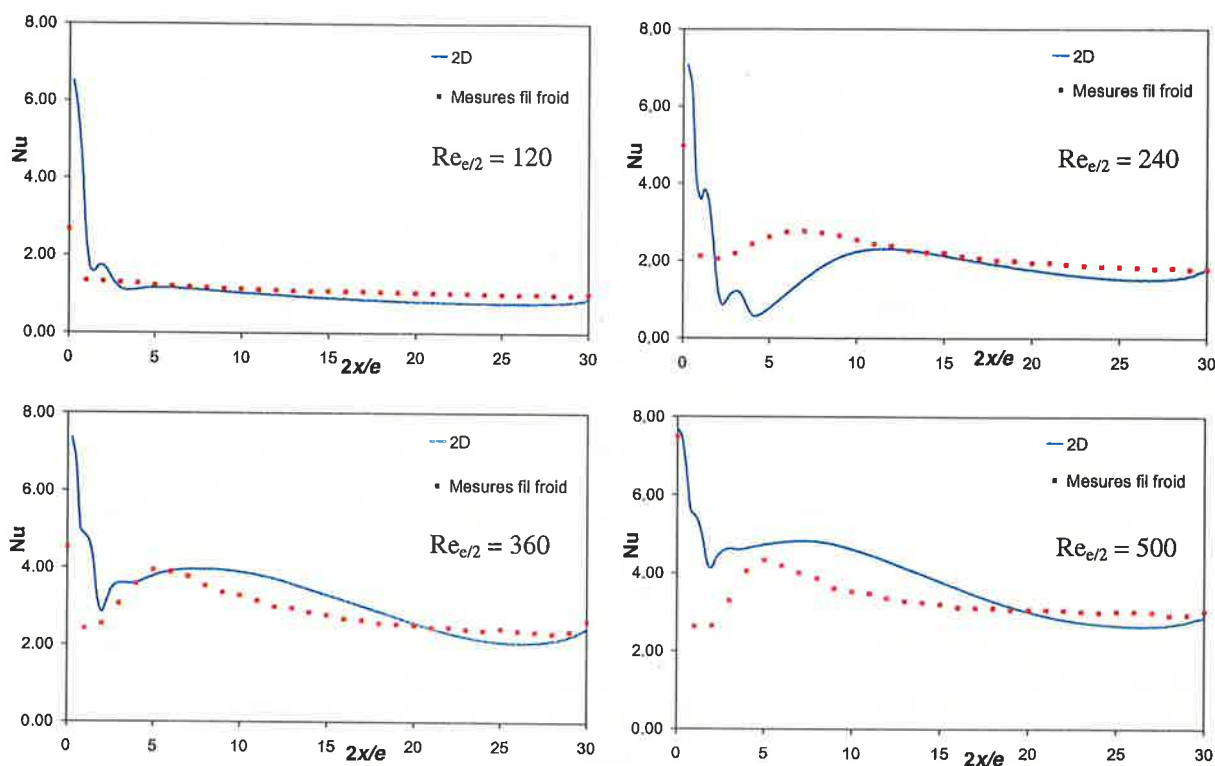 8.00
6.00
4.00
2.00
0.00
Nu
2D
Mesures fil froid
Re_e/2 = 120
0 5 10 15 20 25 30
2x/e
8,00
6,00
4,00
2,00
0,00
Nu
2D
Mesures fil froid
Re_e/2 = 240
0 5 10 15 20 25 30
2x/e
8.00
6.00
4.00
2.00
0.00
Nu
2D
Mesures fil froid
Re_e/2 = 360
0 5 10 15 20 25 30
2x/e
8,00
6,00
4,00
2,00
0,00
Nu
2D
Mesures fil froid
Re_e/2 = 500
0 5 10 15 20 25 30
2x/e